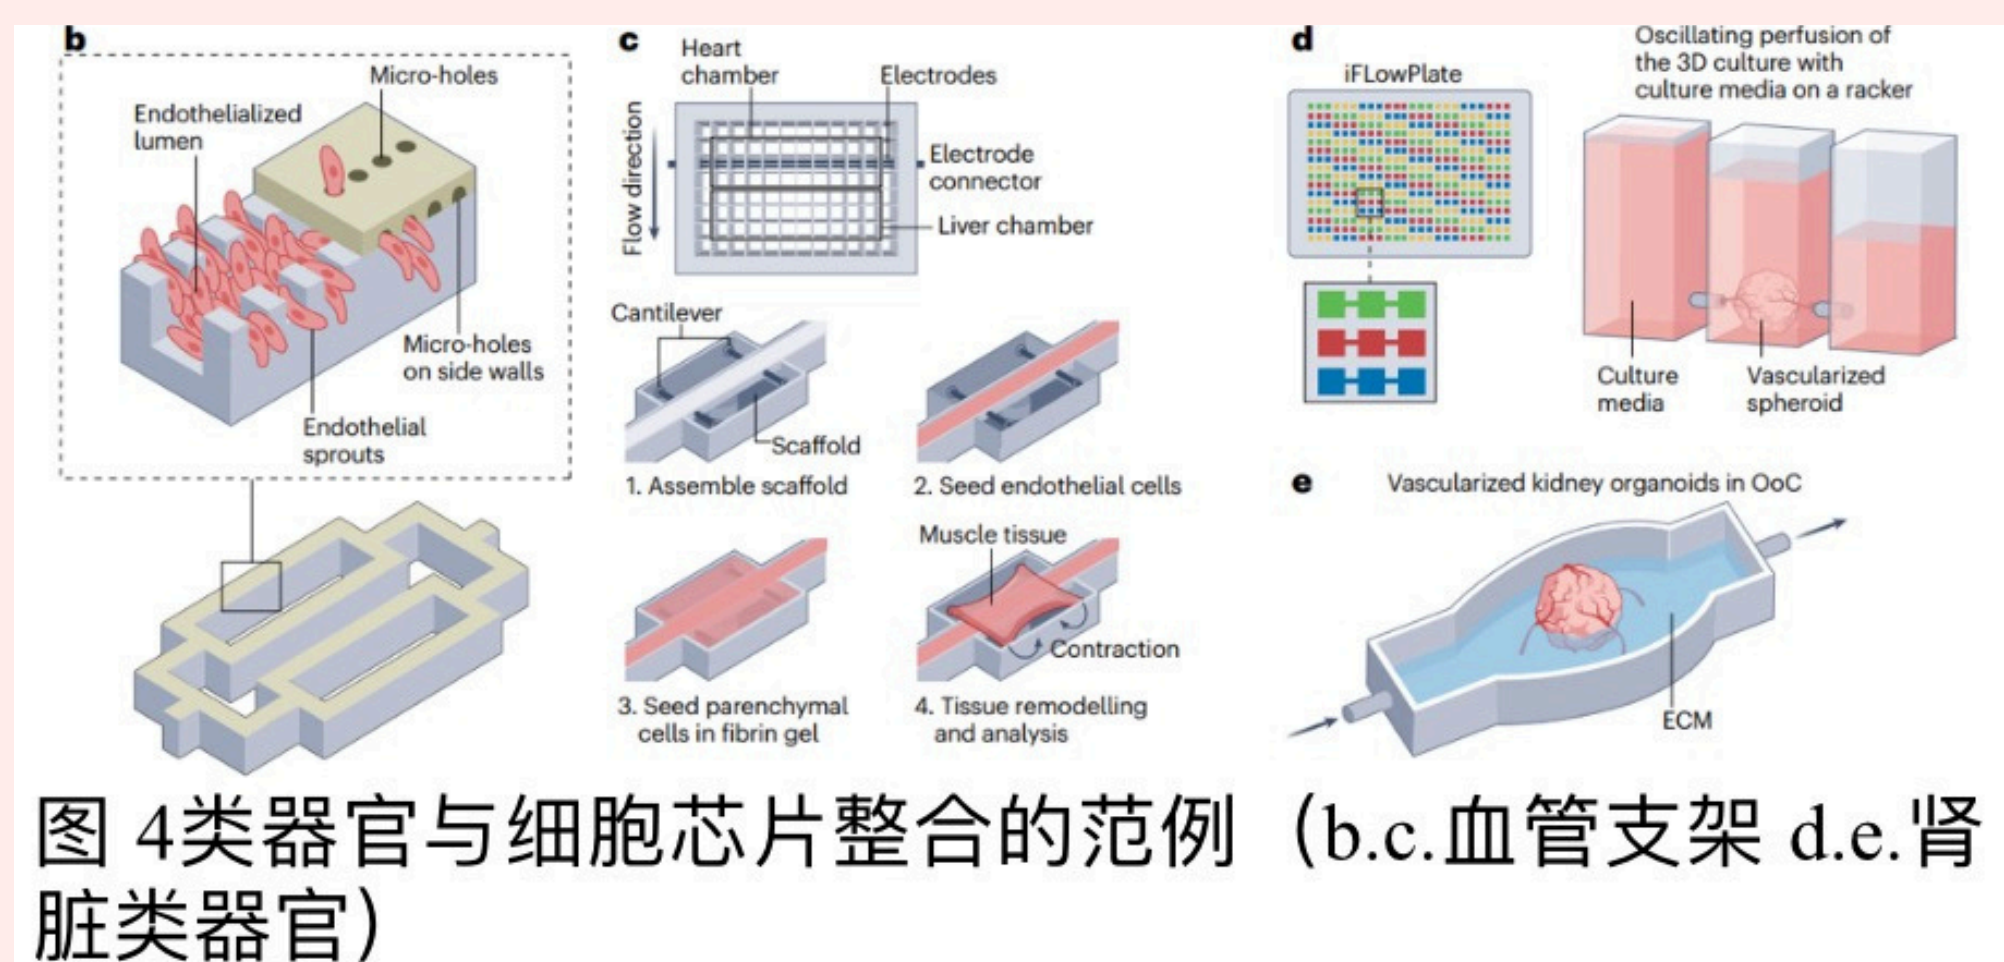 b
Micro-holes
Endothelialized
lumen
Micro-holes
on side walls
Endothelial
sprouts
c
Heart
chamber
Electrodes
Flow direction
Electrode
connector
Liver chamber
Cantilever
Scaffold
1. Assemble scaffold
2. Seed endothelial cells
Muscle tissue
Contraction
3. Seed parenchymal
cells in fibrin gel
4. Tissue remodelling
and analysis
d
iFLowPlate
Oscillating perfusion of
the 3D culture with
culture media on a racker
Culture
media
Vascularized
spheroid
e
Vascularized kidney organoids in OoC
ECM
图 4类器官与细胞芯片整合的范例（b.c.血管支架 d.e.肾
脏类器官）